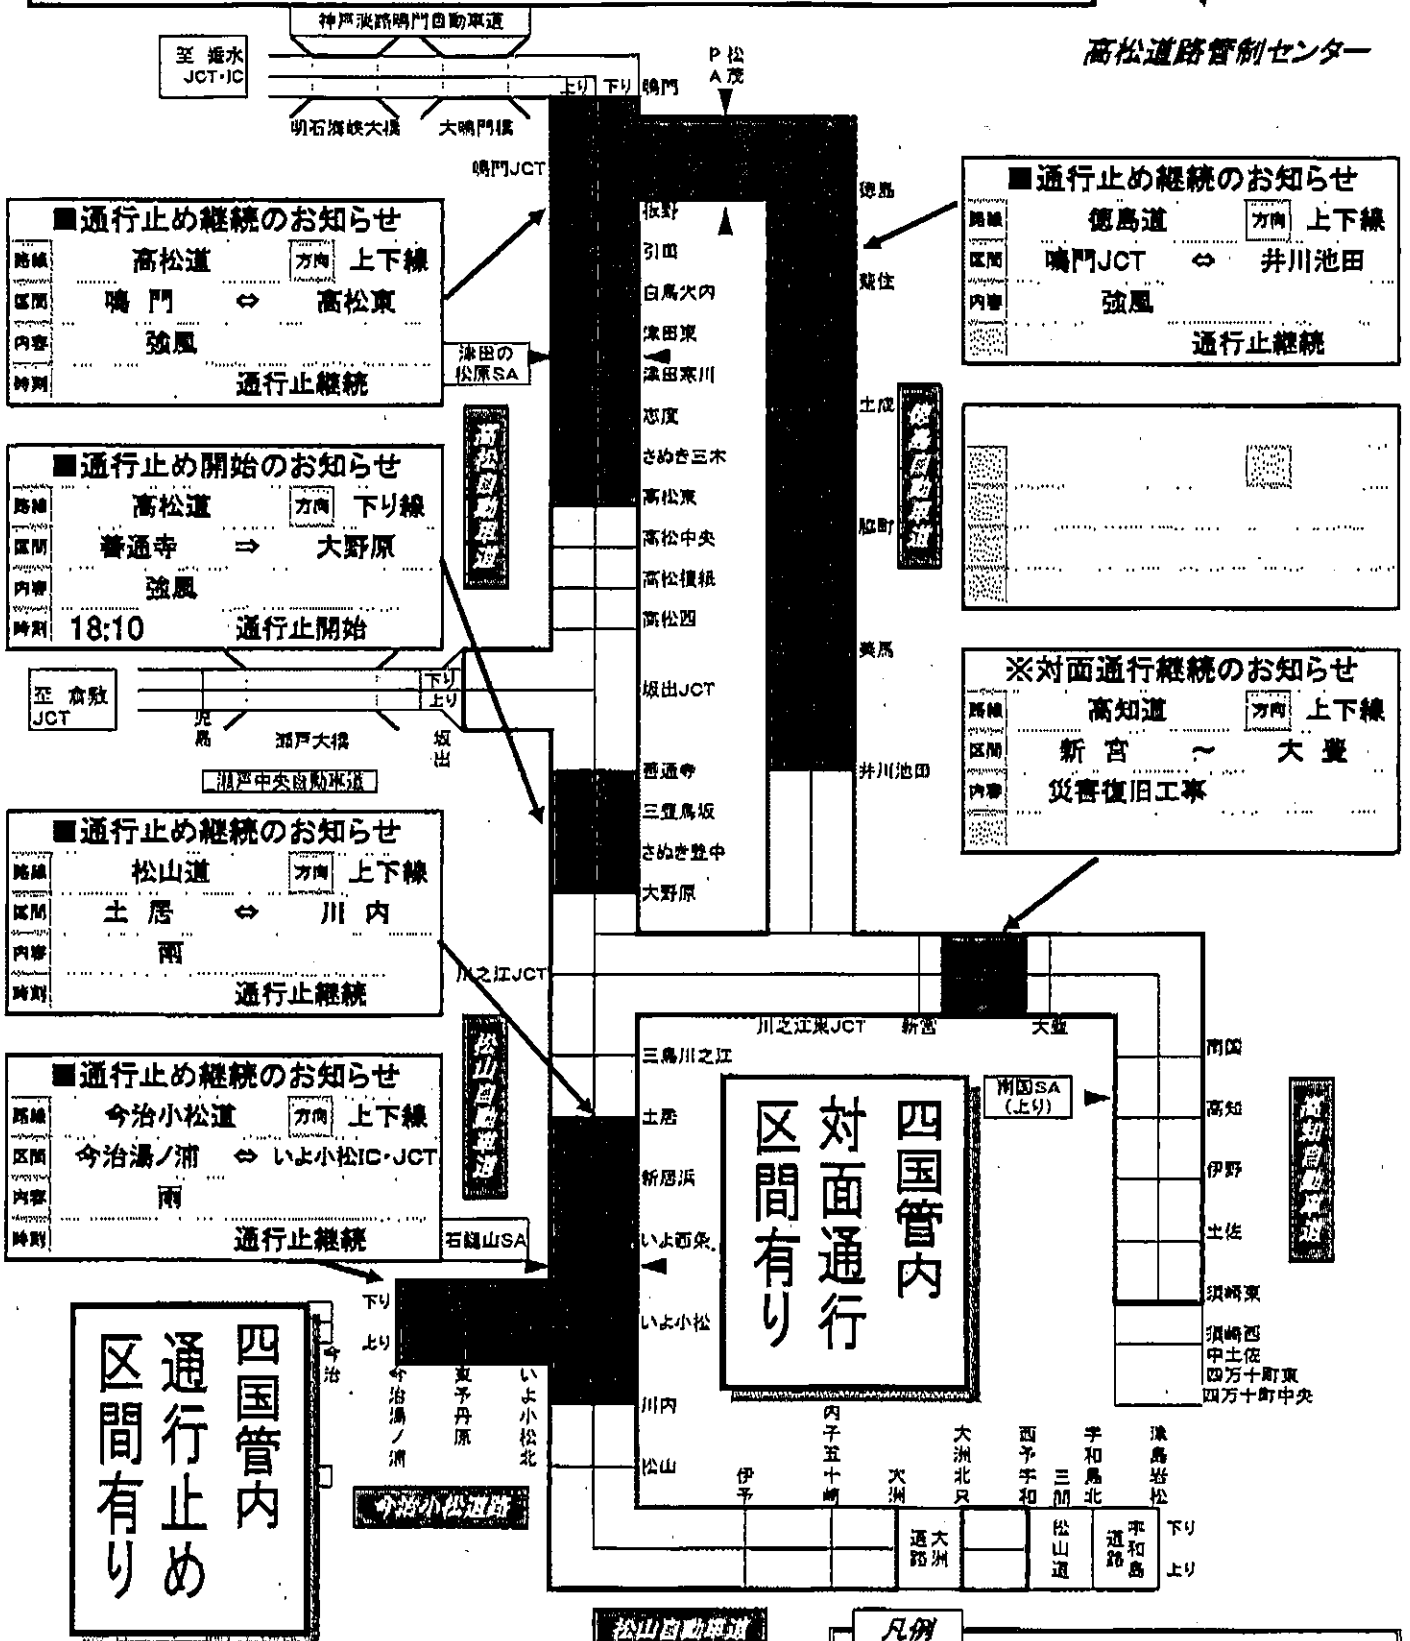 神戸淡路鳴門自動車道
高松道路管制センター
至 垂水
JCT・IC
上り 下り 鳴門
P 松
A 茂
明石海峡大橋
大鳴門橋
鳴門JCT
■通行止め継続のお知らせ
路線 高松道 方向 上下線
区間 鳴 門 ⇔ 高松東
内容 強風
時刻 通行止継続
■通行止め継続のお知らせ
路線 徳島道 方向 上下線
区間 鳴門JCT ⇔ 井川池田
内容 強風
通行止継続
板野
引田
白鳥大内
津田東
津田寒川
志度
さぬき三木
高松東
高松中央
高松檀紙
高松西
坂出JCT
善通寺
三豊鳥坂
さぬき豊中
大野原
徳島
藍住
土成
脇町
美馬
井川池田
津田の
松原SA
高松自動車道
徳島自動車道
■通行止め開始のお知らせ
路線 高松道 方向 下り線
区間 善通寺 ⇒ 大野原
内容 強風
時刻 18:10 通行止開始
至 倉敷
JCT
下り
上り
児島
瀬戸大橋
坂出
瀬戸中央自動車道
※対面通行継続のお知らせ
路線 高知道 方向 上下線
区間 新 宮 ～ 大 豊
内容 災害復旧工事
■通行止め継続のお知らせ
路線 松山道 方向 上下線
区間 土 居 ⇔ 川 内
内容 雨
時刻 通行止継続
川之江JCT
川之江東JCT
新宮
大豊
三島川之江
土居
新居浜
いよ西条
いよ小松
川内
松山
松山自動車道
南国SA
(上り)
南国
高知
伊野
土佐
須崎東
須崎西
中土佐
四万十町東
四万十町中央
高知自動車道
■通行止め継続のお知らせ
路線 今治小松道 方向 上下線
区間 今治湯ノ浦 ⇔ いよ小松IC・JCT
内容 雨
時刻 通行止継続
石鎚山SA
下り
上り
今治
今治湯ノ浦
東予丹原
いよ小松北
今治小松道路
四国管内
対面通行
区間有り
四国管内
通行止め
区間有り
伊予
内子五十崎
大洲
大洲北只
西予宇和
三間
宇和島北
津島岩松
大洲
道路
松山道
宇和島
道路
下り
上り
松山自動車道
凡例